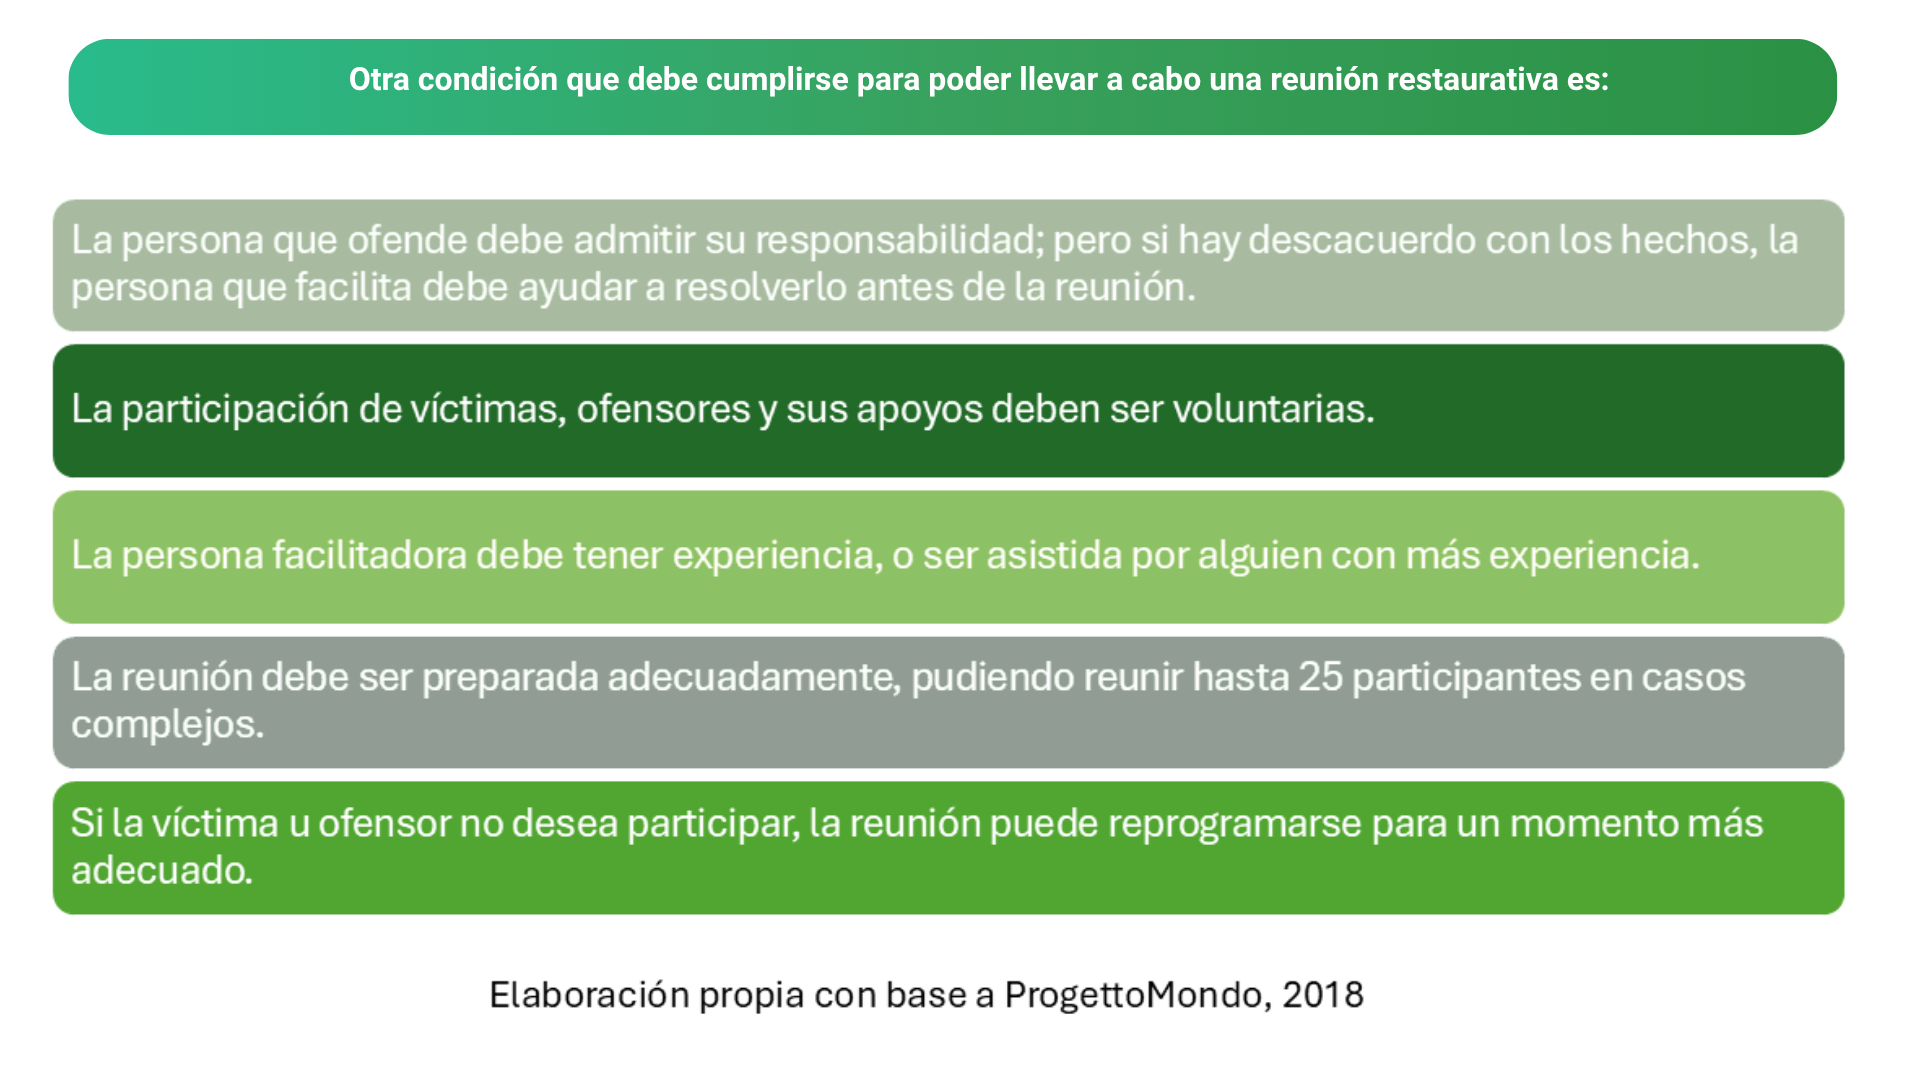 Otra condición que debe cumplirse para poder llevar a cabo una reunión restaurativa es:
La persona que ofende debe admitir su responsabilidad; pero si hay descacuerdo con los hechos, la
persona que facilita debe ayudar a resolverlo antes de la reunión.
La participación de víctimas, ofensores y sus apoyos deben ser voluntarias.
La persona facilitadora debe tener experiencia, o ser asistida por alguien con más experiencia.
La reunión debe ser preparada adecuadamente, pudiendo reunir hasta 25 participantes en casos
complejos.
Si la víctima u ofensor no desea participar, la reunión puede reprogramarse para un momento más
adecuado.
Elaboración propia con base a ProgettoMondo, 2018